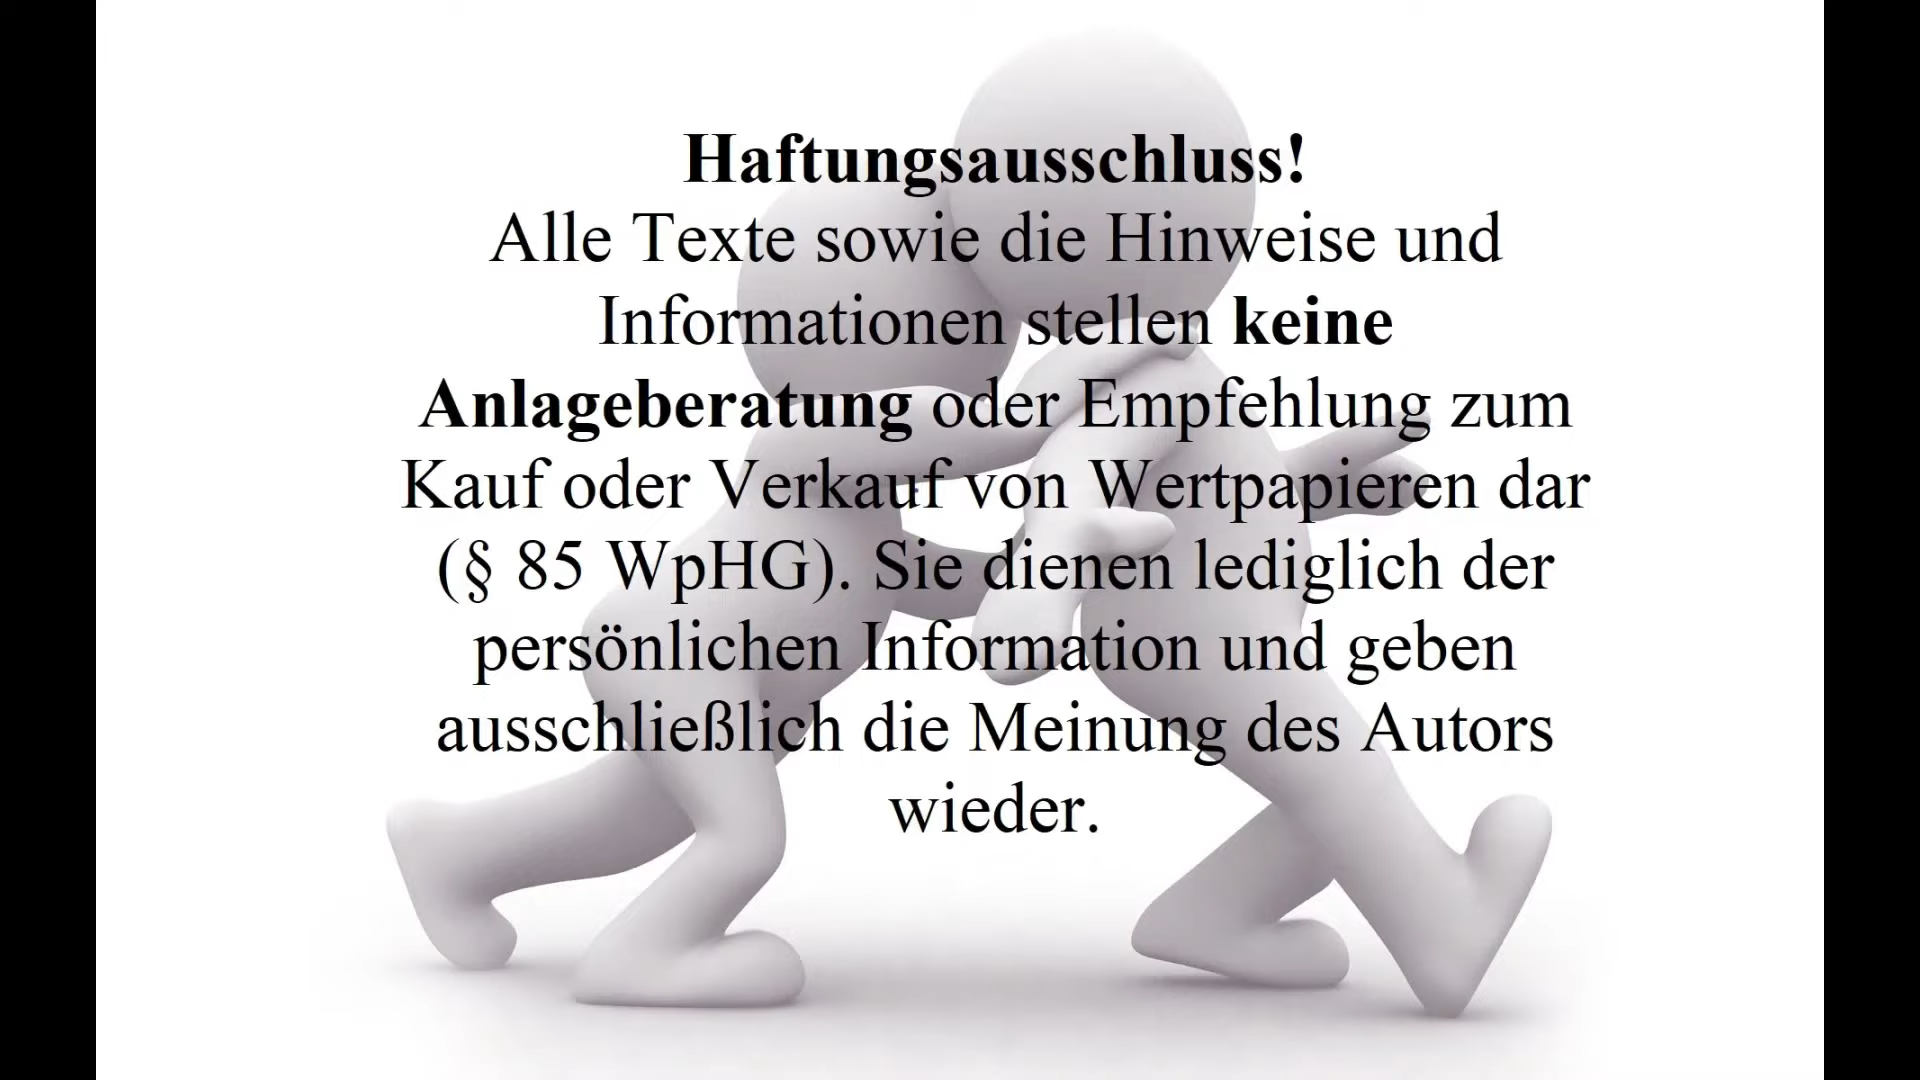 Haftungsausschluss!
Alle Texte sowie die Hinweise und
Informationen stellen keine
Anlageberatung oder Empfehlung zum
Kauf oder Verkauf von Wertpapieren dar
(§ 85 WpHG). Sie dienen lediglich der
persönlichen Information und geben
ausschließlich die Meinung des Autors
wieder.